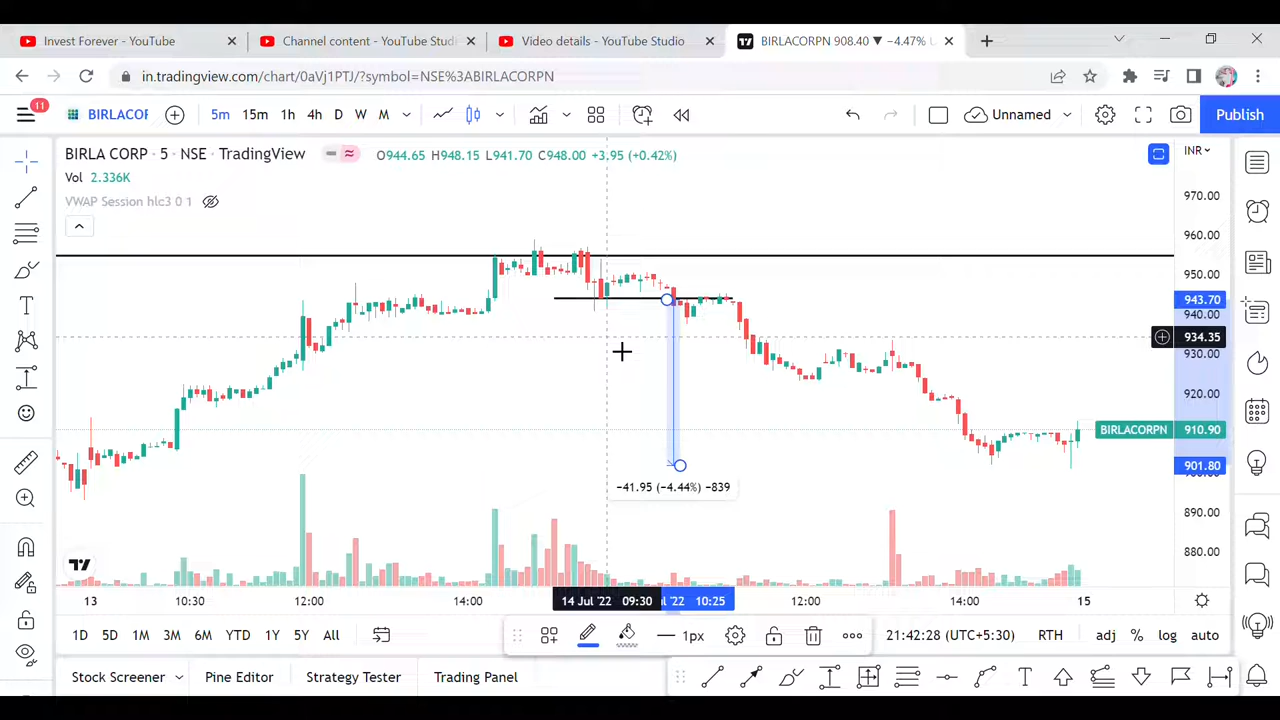 Invest Forever - YouTube
Channel content - YouTube Stud
Video details - YouTube Studio
BIRLACORPN 908.40 ▼ −4.47% U
in.tradingview.com/chart/0aVj1PTJ/?symbol=NSE%3ABIRLACORPN
11
BIRLACOR
5m 15m 1h 4h D W M
Unnamed
Publish
BIRLA CORP · 5 · NSE · TradingView
O944.65 H948.15 L941.70 C948.00 +3.95 (+0.42%)
INR
Vol 2.336K
VWAP Session hlc3 0 1
970.00
960.00
950.00
943.70
940.00
934.35
930.00
920.00
BIRLACORPN 910.90
901.80
890.00
880.00
−41.95 (−4.44%) −839
13 10:30 12:00 14:00 14 Jul '22 09:30 '22 10:25 12:00 14:00 15
1D 5D 1M 3M 6M YTD 1Y 5Y All
1px
21:42:28 (UTC+5:30) RTH adj % log auto
Stock Screener Pine Editor Strategy Tester Trading Panel